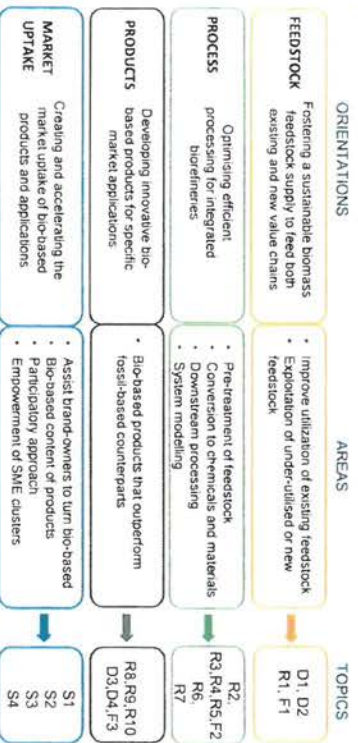 ORIENTATIONS
AREAS
TOPICS
FEEDSTOCK
Fostering a sustainable biomass
feedstock supply to feed both
existing and new value chains
• Improve utilization of existing feedstock
• Exploitation of under-utilised or new
feedstock
D1, D2
R1, F1
PROCESS
Optimising efficient
processing for integrated
biorefineries
• Pre-treatment of feedstock
• Conversion to chemicals and materials
• Downstream processing
• System modelling
R2,
R3,R4,R5,F2
R6,
R7
PRODUCTS
Developing innovative bio-
based products for specific
market applications
• Bio-based products that outperform
fossil-based counterparts
R8,R9,R10
D3,D4,F3
MARKET
UPTAKE
Creating and accelerating the
market uptake of bio-based
products and applications
• Assist brand-owners to turn bio-based
• Bio-based content of products
• Participatory approach
• Empowerment of SME clusters
S1
S2
S3
S4